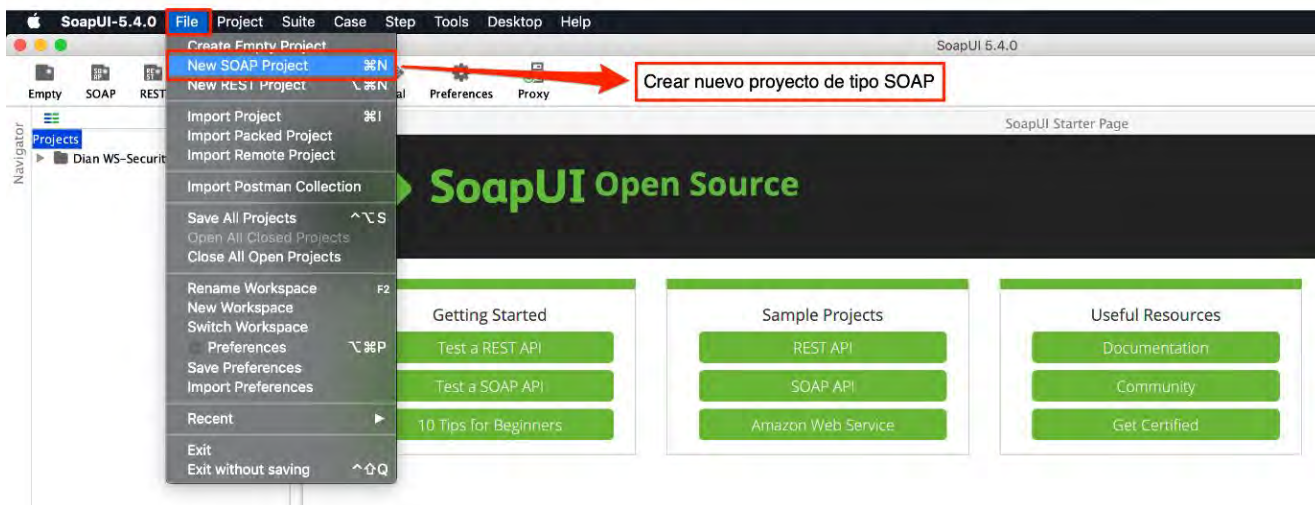 SoapUI-5.4.0 File Project Suite Case Step Tools Desktop Help
SoapUI 5.4.0
Create Empty Project
New SOAP Project ⌘N
New REST Project ⌥⌘N
Import Project ⌘I
Import Packed Project
Import Remote Project
Import Postman Collection
Save All Projects ^⌥S
Open All Closed Projects
Close All Open Projects
Rename Workspace F2
New Workspace
Switch Workspace
Preferences ⌥⌘P
Save Preferences
Import Preferences
Recent ▶
Exit
Exit without saving ^⇧Q
Crear nuevo proyecto de tipo SOAP
Empty SOAP REST al Preferences Proxy
Navigator
Projects
Dian WS-Securit
SoapUI Starter Page
SoapUI Open Source
Getting Started
Test a REST API
Test a SOAP API
10 Tips for Beginners
Sample Projects
REST API
SOAP API
Amazon Web Service
Useful Resources
Documentation
Community
Get Certified